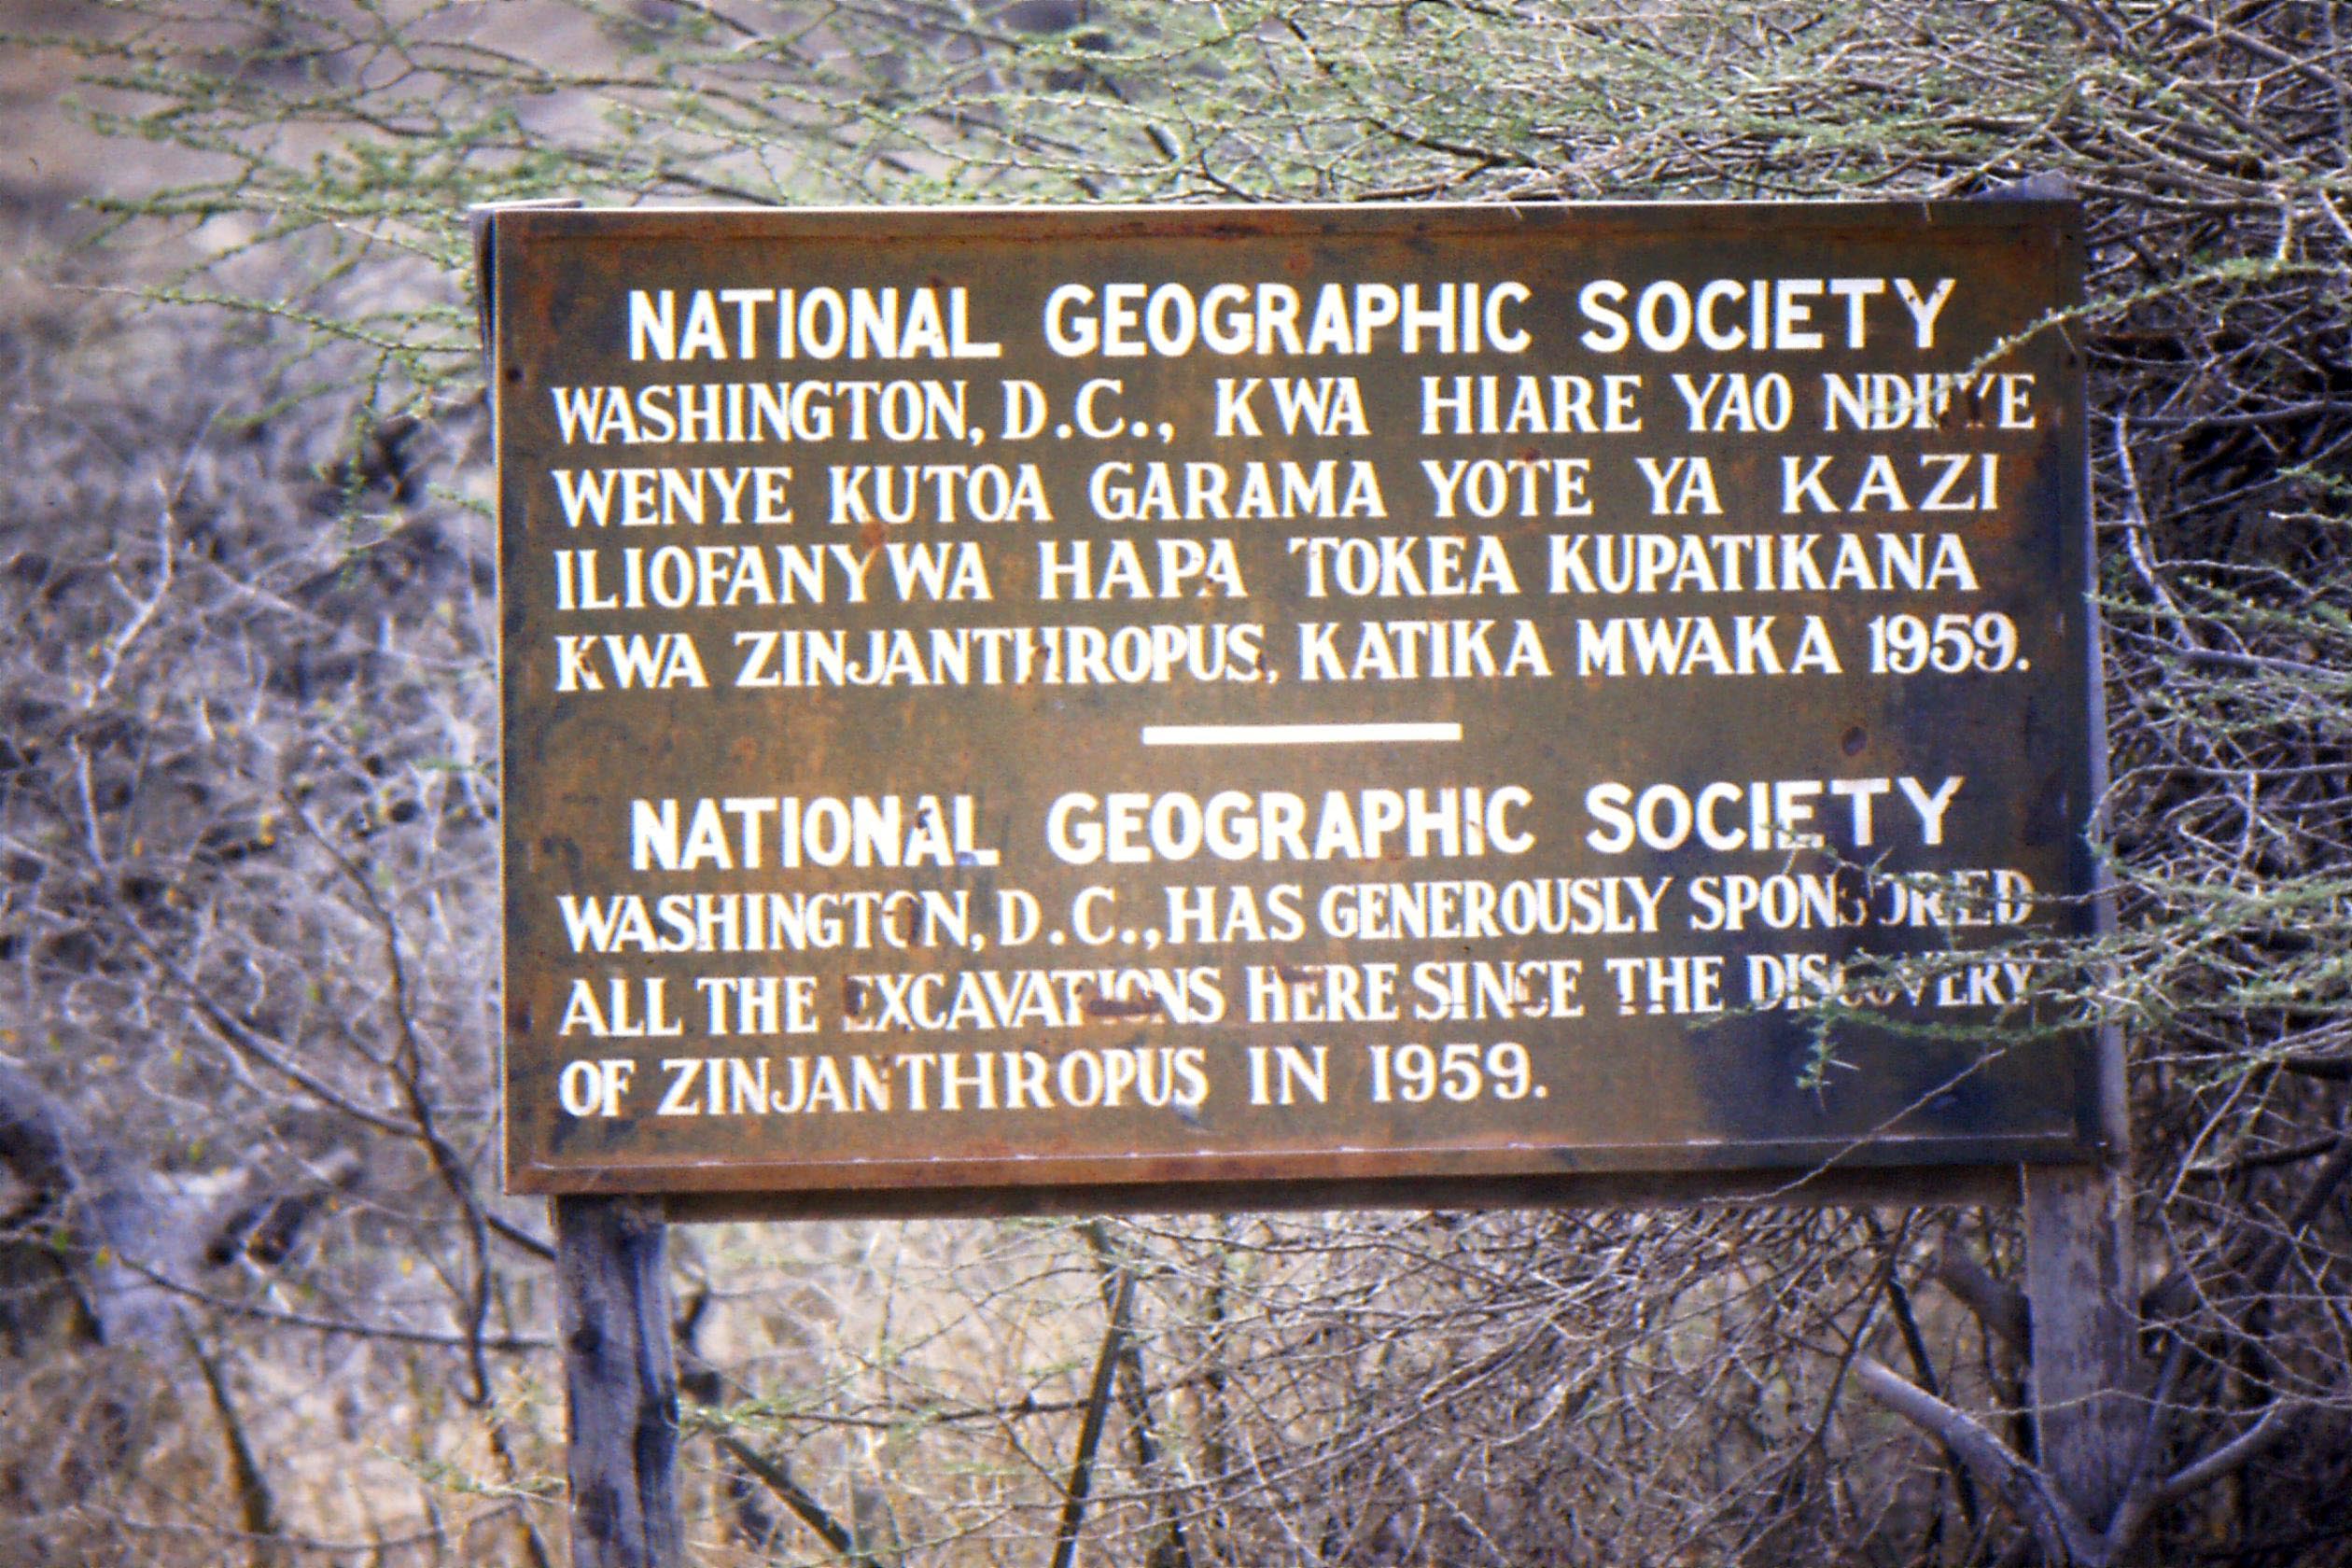 NATIONAL GEOGRAPHIC SOCIETY
WASHINGTON, D.C., KWA HIARE YAO NDIYE
WENYE KUTOA GARAMA YOTE YA KAZI
ILIOFANYWA HAPA TOKEA KUPATIKANA
KWA ZINJANTHROPUS, KATIKA MWAKA 1959.
NATIONAL GEOGRAPHIC SOCIETY
WASHINGTON, D.C., HAS GENEROUSLY SPONSORED
ALL THE EXCAVATIONS HERE SINCE THE DISCOVERY
OF ZINJANTHROPUS IN 1959.